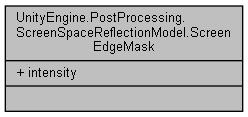 UnityEngine.PostProcessing.
ScreenSpaceReflectionModel.Screen
EdgeMask
+ intensity